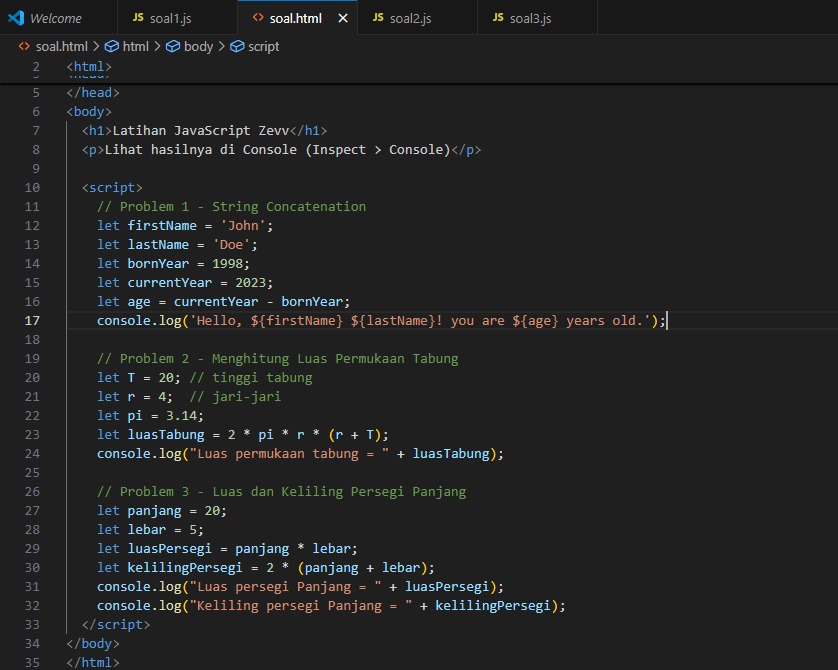 Welcome JS soal1.js <> soal.html × JS soal2.js JS soal3.js
<> soal.html > html > body > script
2 <html>
5 </head>
6 <body>
7 <h1>Latihan JavaScript Zevv</h1>
8 <p>Lihat hasilnya di Console (Inspect > Console)</p>
9
10 <script>
11 // Problem 1 - String Concatenation
12 let firstName = 'John';
13 let lastName = 'Doe';
14 let bornYear = 1998;
15 let currentYear = 2023;
16 let age = currentYear - bornYear;
17 console.log('Hello, ${firstName} ${lastName}! you are ${age} years old.');
18
19 // Problem 2 - Menghitung Luas Permukaan Tabung
20 let T = 20; // tinggi tabung
21 let r = 4;  // jari-jari
22 let pi = 3.14;
23 let luasTabung = 2 * pi * r * (r + T);
24 console.log("Luas permukaan tabung = " + luasTabung);
25
26 // Problem 3 - Luas dan Keliling Persegi Panjang
27 let panjang = 20;
28 let lebar = 5;
29 let luasPersegi = panjang * lebar;
30 let kelilingPersegi = 2 * (panjang + lebar);
31 console.log("Luas persegi Panjang = " + luasPersegi);
32 console.log("Keliling persegi Panjang = " + kelilingPersegi);
33 </script>
34 </body>
35 </html>